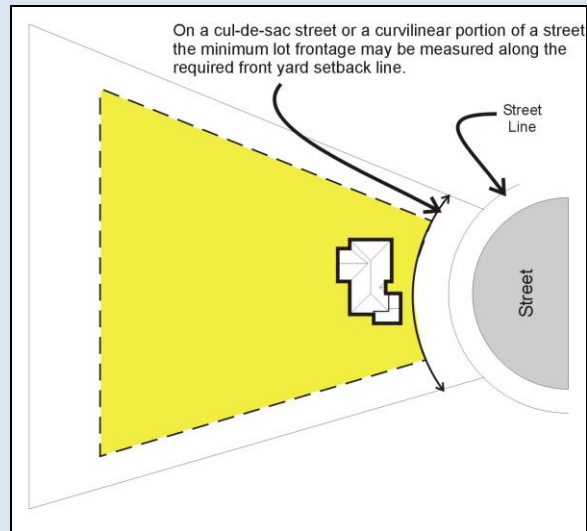 On a cul-de-sac street or a curvilinear portion of a street
the minimum lot frontage may be measured along the
required front yard setback line.
Street
Line
Street